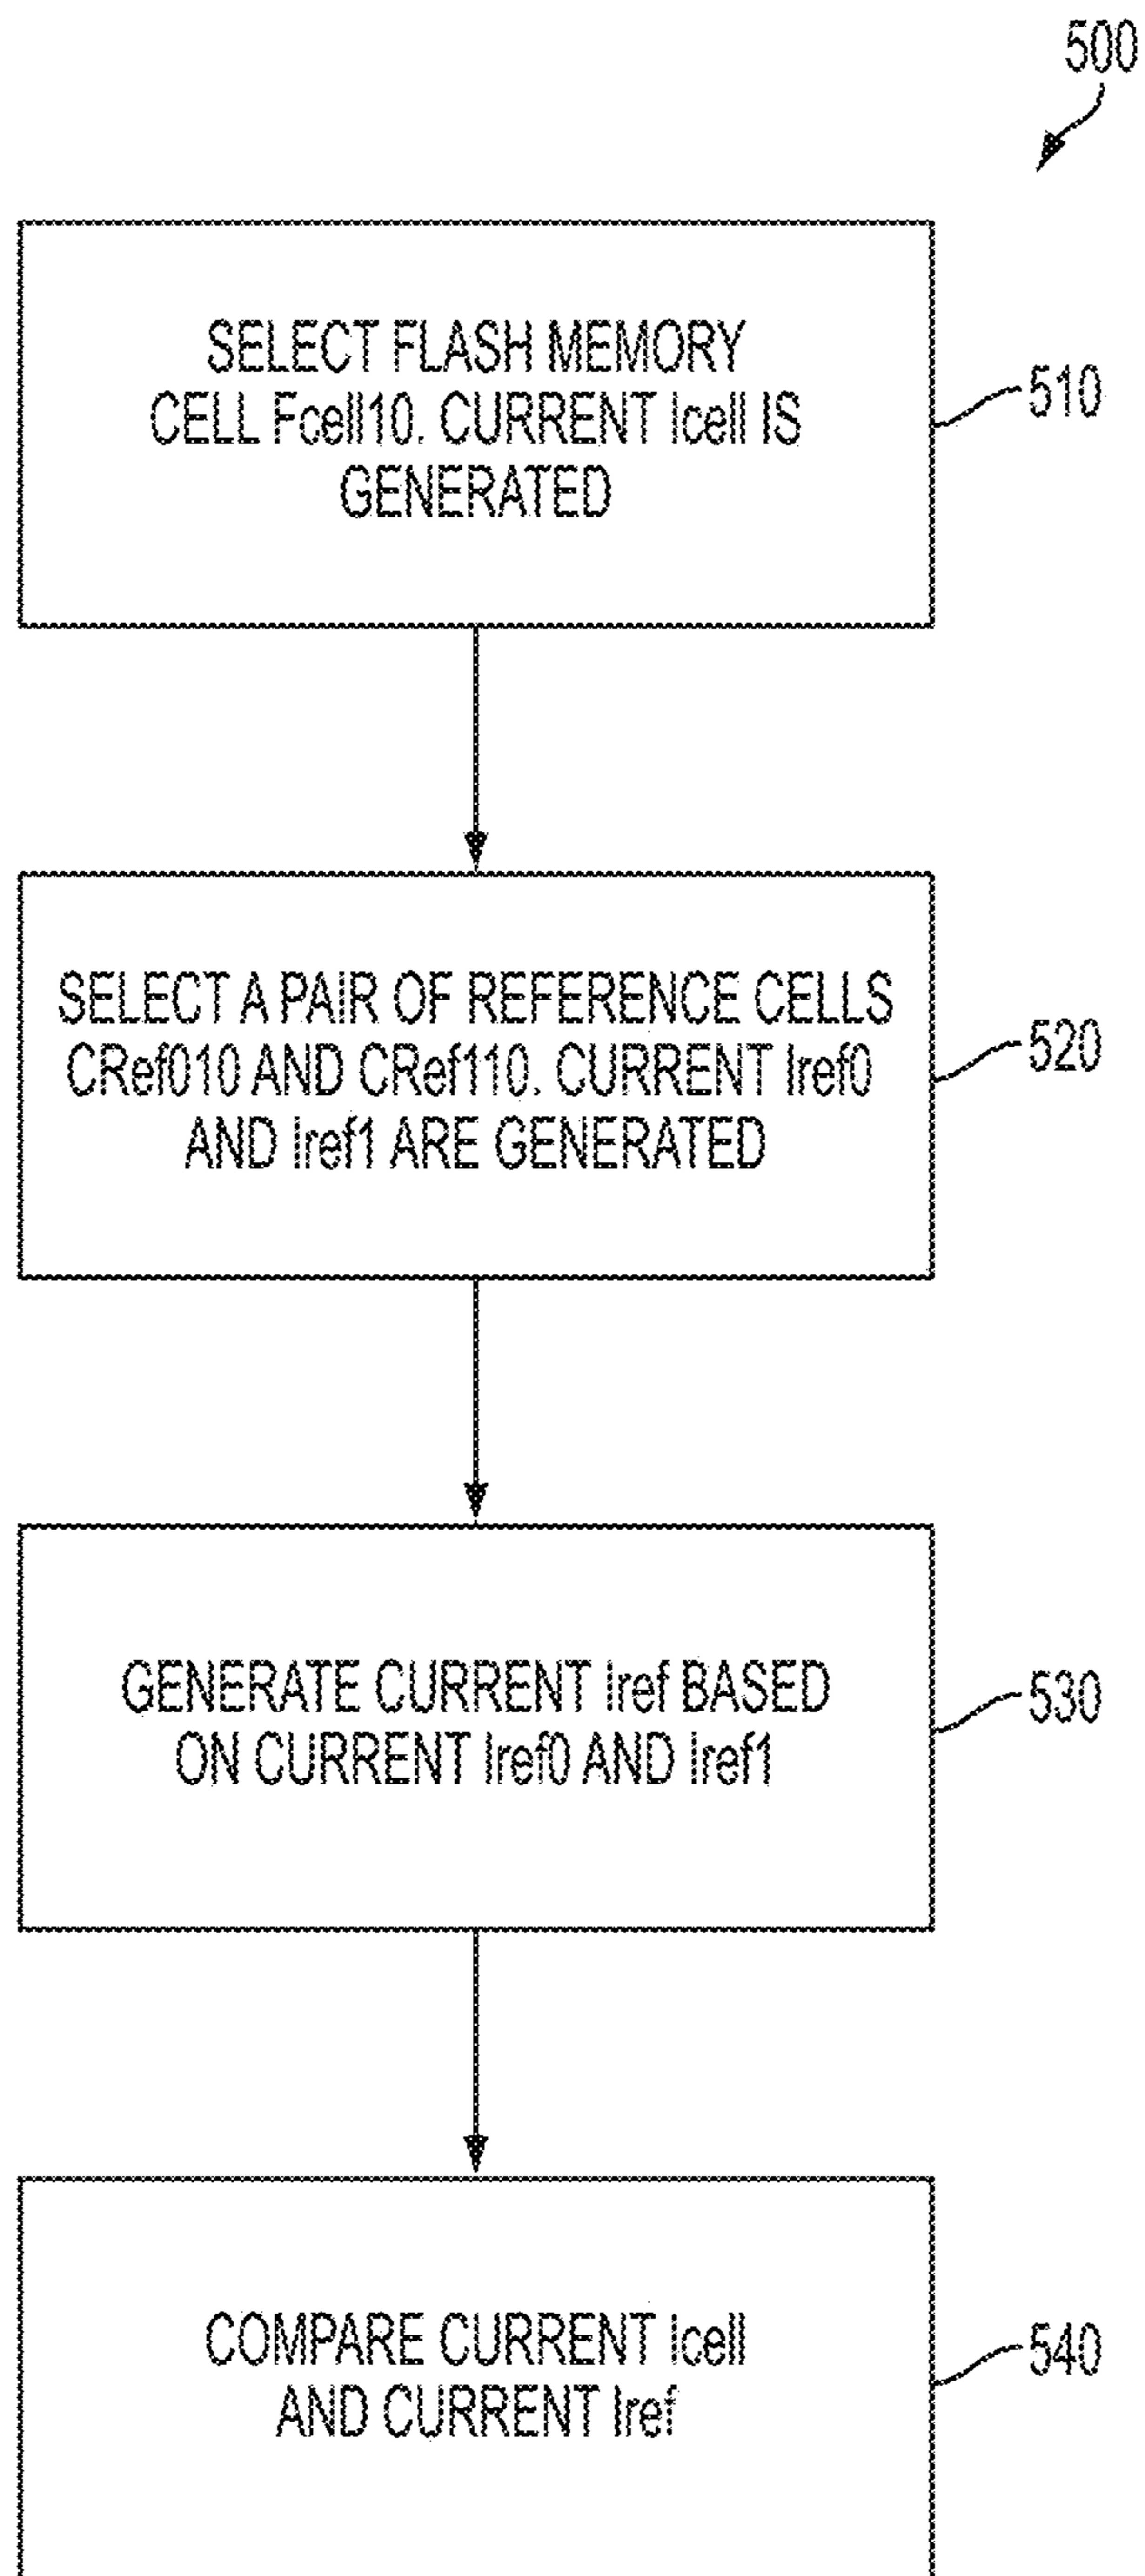 500
SELECT FLASH MEMORY
CELL Fcell10. CURRENT Icell IS
GENERATED
510
SELECT A PAIR OF REFERENCE CELLS
CRef010 AND CRef110. CURRENT Iref0
AND Iref1 ARE GENERATED
520
GENERATE CURRENT Iref BASED
ON CURRENT Iref0 AND Iref1
530
COMPARE CURRENT Icell
AND CURRENT Iref
540